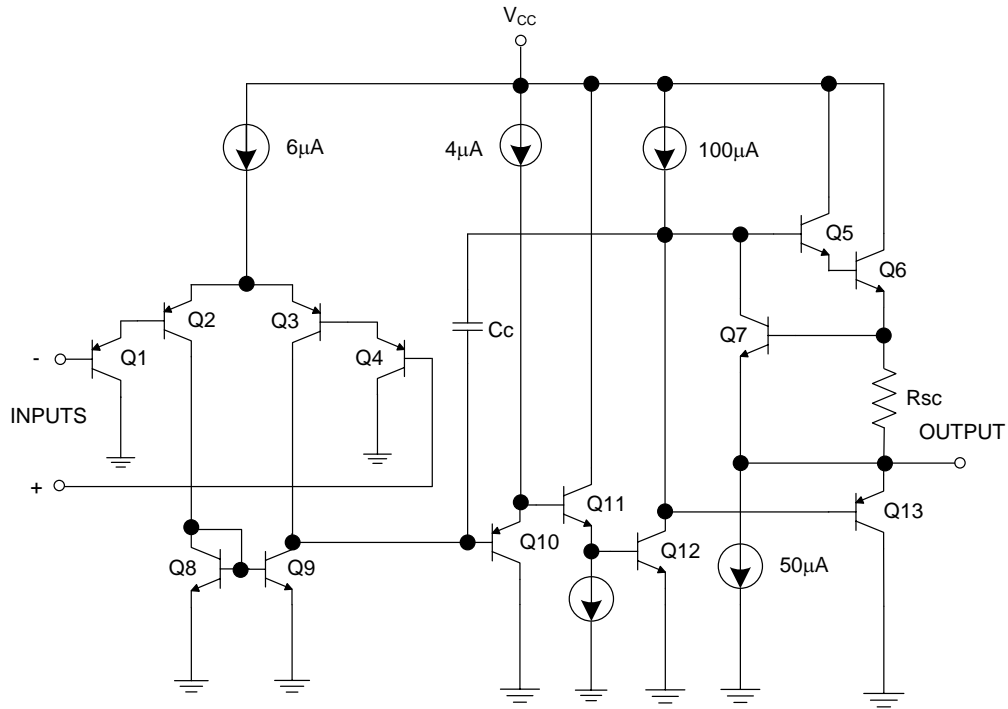 VCC
6μA
4μA
100μA
Q5
Q6
Q2
Q3
Q7
Cc
-
Q1
Q4
Rsc
INPUTS
OUTPUT
+
Q11
Q13
Q10
Q12
Q8
Q9
50μA